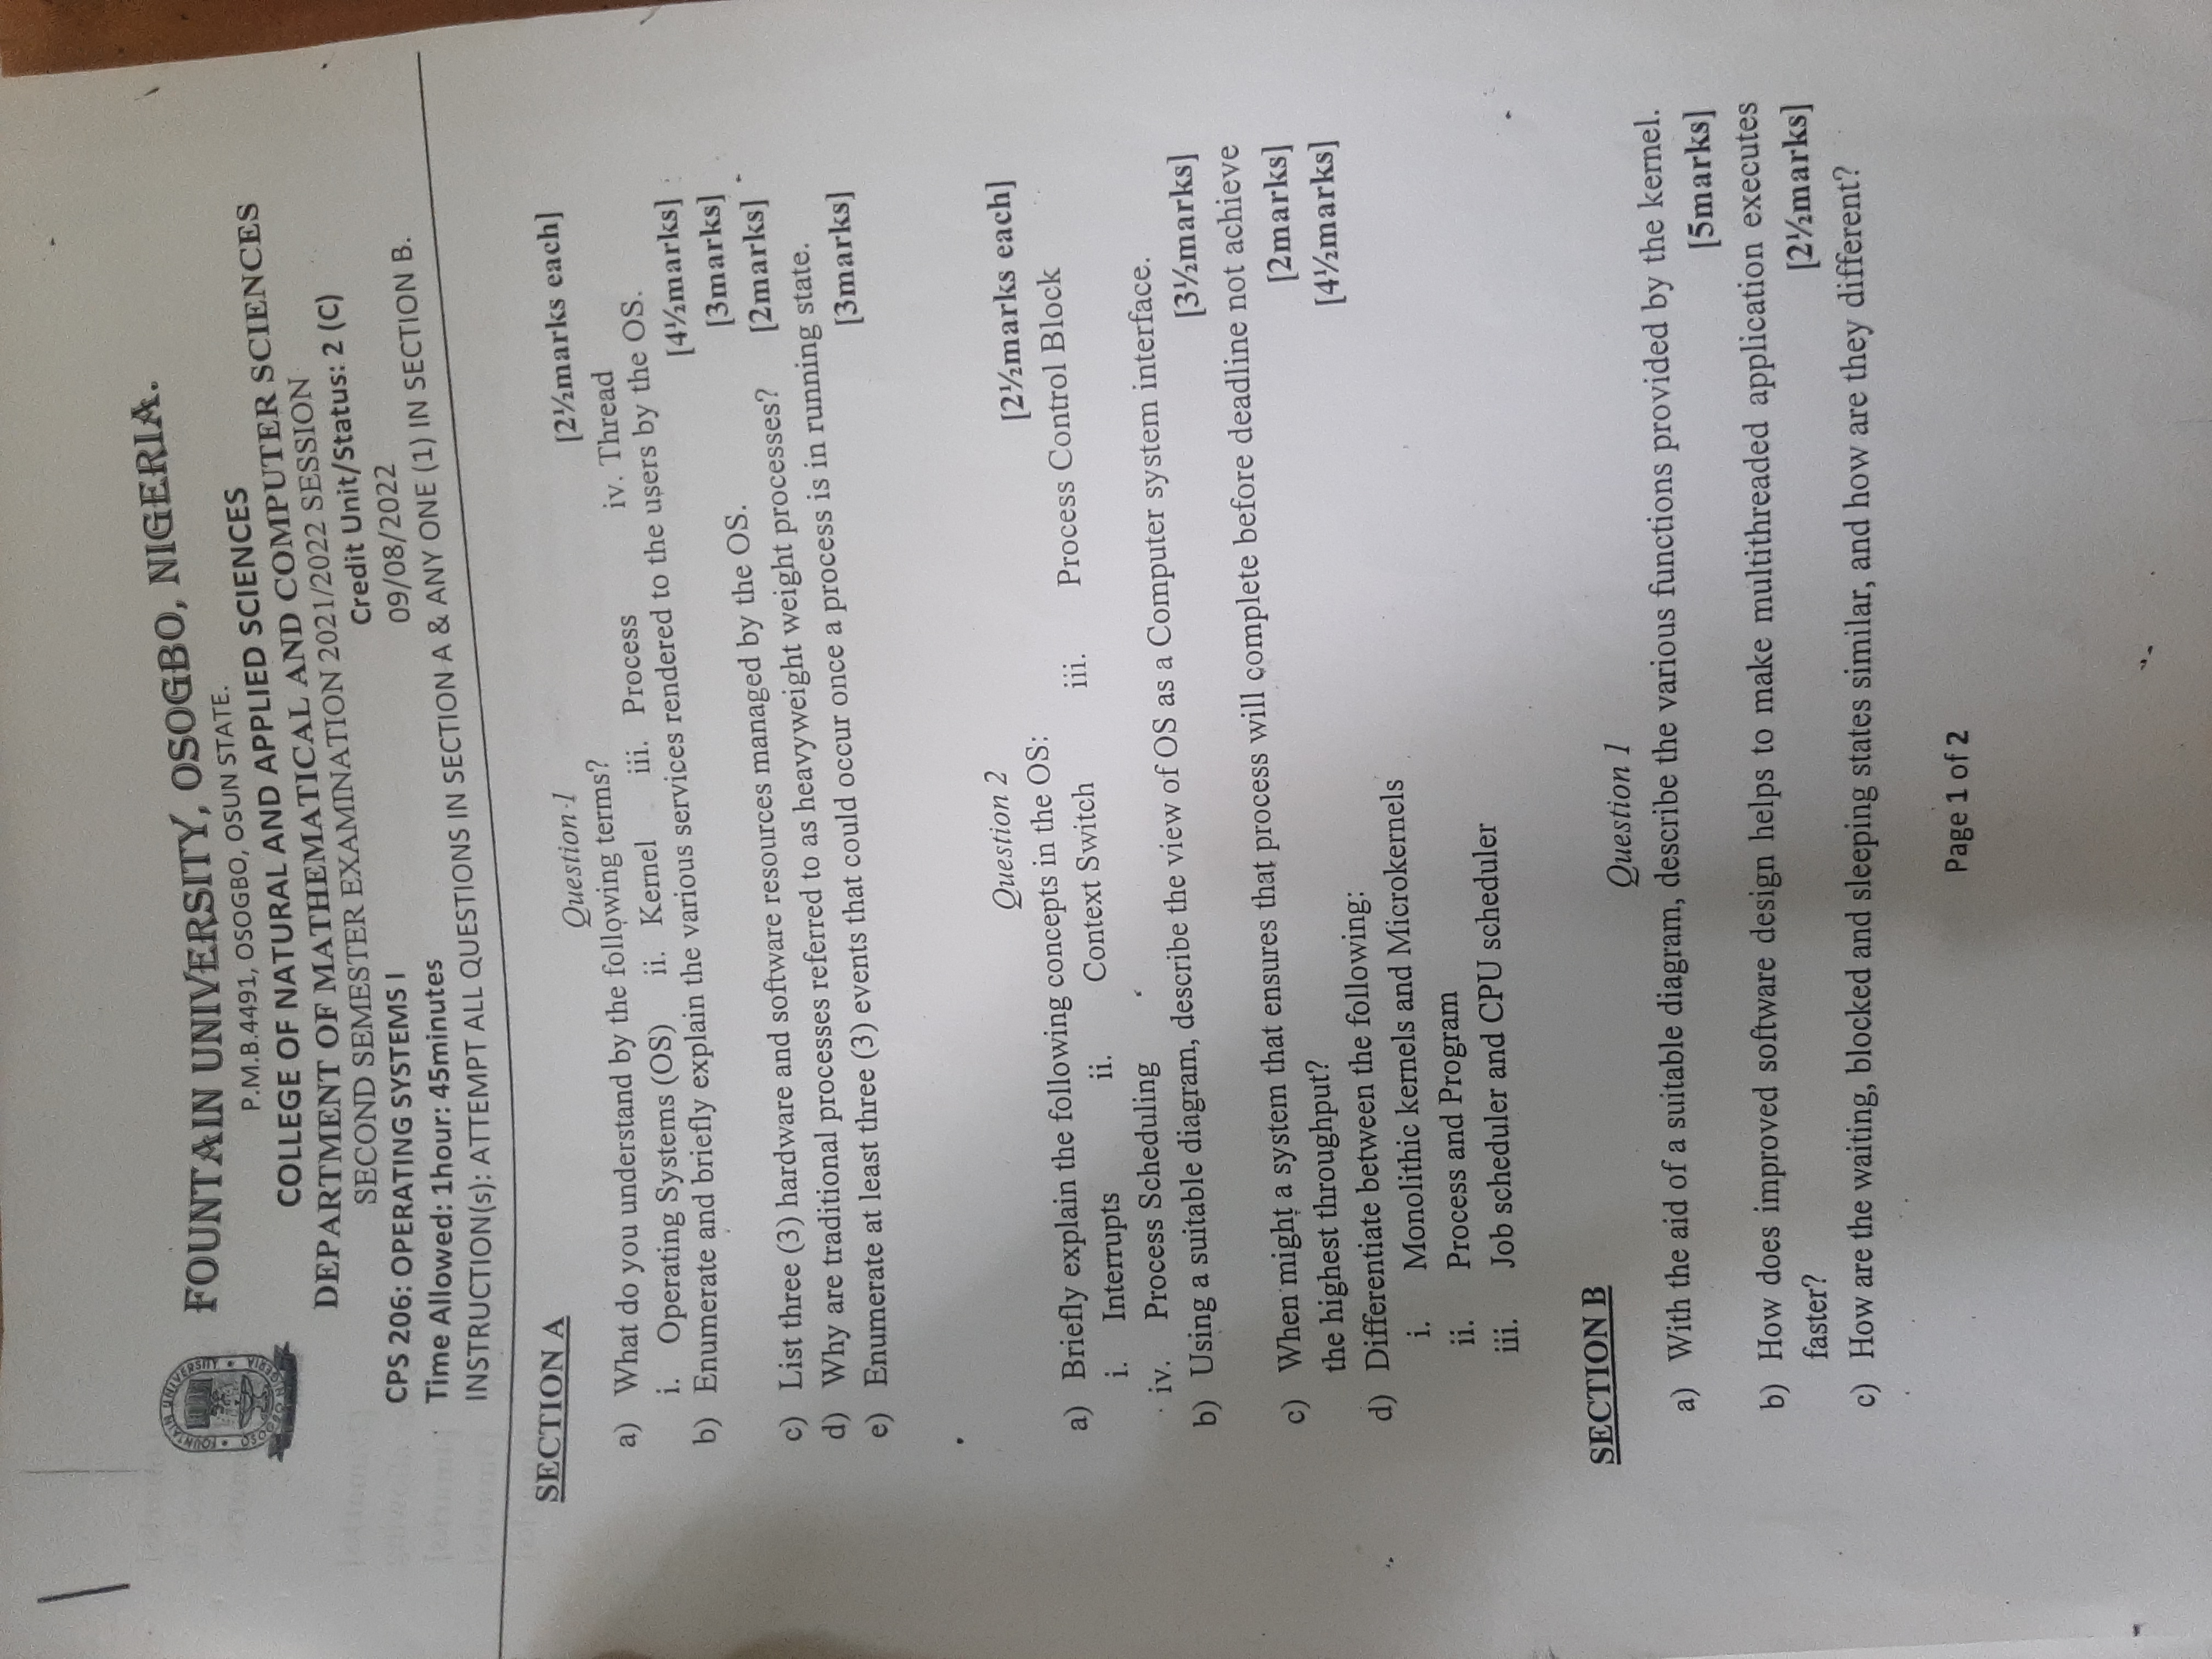 FOUNTAIN UNIVERSITY, OSOGBO, NIGERIA.
P.M.B.4491, OSOGBO, OSUN STATE.
COLLEGE OF NATURAL AND APPLIED SCIENCES
DEPARTMENT OF MATHEMATICAL AND COMPUTER SCIENCES
SECOND SEMESTER EXAMINATION 2021/2022 SESSION
CPS 206: OPERATING SYSTEMS I Credit Unit/Status: 2 (C)
Time Allowed: 1hour: 45minutes 09/08/2022
INSTRUCTION(s): ATTEMPT ALL QUESTIONS IN SECTION A & ANY ONE (1) IN SECTION B.
SECTION A
Question 1
a) What do you understand by the following terms? [2½marks each]
i. Operating Systems (OS) ii. Kernel iii. Process iv. Thread
b) Enumerate and briefly explain the various services rendered to the users by the OS.
[4½marks]
c) List three (3) hardware and software resources managed by the OS. [3marks]
d) Why are traditional processes referred to as heavyweight weight processes? [2marks]
e) Enumerate at least three (3) events that could occur once a process is in running state.
[3marks]
Question 2
a) Briefly explain the following concepts in the OS: [2½marks each]
i. Interrupts ii. Context Switch iii. Process Control Block
iv. Process Scheduling
b) Using a suitable diagram, describe the view of OS as a Computer system interface.
[3½marks]
c) When might a system that ensures that process will complete before deadline not achieve
the highest throughput? [2marks]
d) Differentiate between the following: [4½marks]
i. Monolithic kernels and Microkernels
ii. Process and Program
iii. Job scheduler and CPU scheduler
SECTION B
Question 1
a) With the aid of a suitable diagram, describe the various functions provided by the kernel.
[5marks]
b) How does improved software design helps to make multithreaded application executes
faster? [2½marks]
c) How are the waiting, blocked and sleeping states similar, and how are they different?
Page 1 of 2